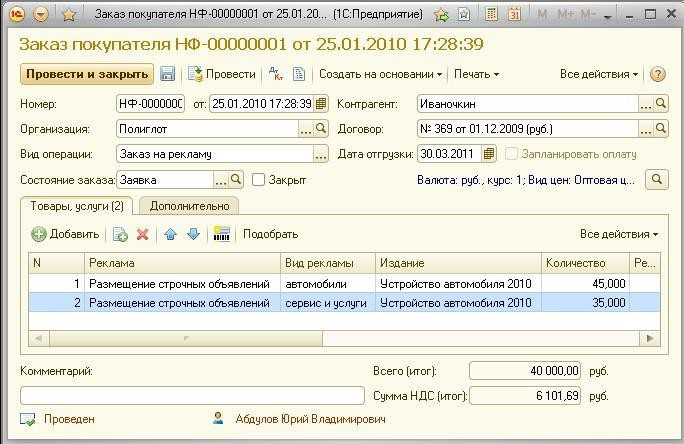 Заказ покупателя НФ-00000001 от 25.01.20... (1С:Предприятие)
M M+ M-
Заказ покупателя НФ-00000001 от 25.01.2010 17:28:39
Провести и закрыть Провести Дт Кт Создать на основании Печать Все действия ?
Номер: НФ-0000000 от: 25.01.2010 17:28:39 Контрагент: Иваночкин
Организация: Полиглот Договор: № 369 от 01.12.2009 (руб.)
Вид операции: Заказ на рекламу Дата отгрузки: 30.03.2011 Запланировать оплату
Состояние заказа: Заявка Закрыт Валюта: руб., курс: 1; Вид цен: Оптовая ц...
Товары, услуги (2) Дополнительно
Добавить Подобрать Все действия
N Реклама Вид рекламы Издание Количество Ре...
1 Размещение строчных объявлений автомобили Устройство автомобиля 2010 45,000
2 Размещение строчных объявлений сервис и услуги Устройство автомобиля 2010 35,000
Комментарий: Всего (итог): 40 000,00 руб.
Сумма НДС (итог): 6 101,69 руб.
Проведен Абдулов Юрий Владимирович